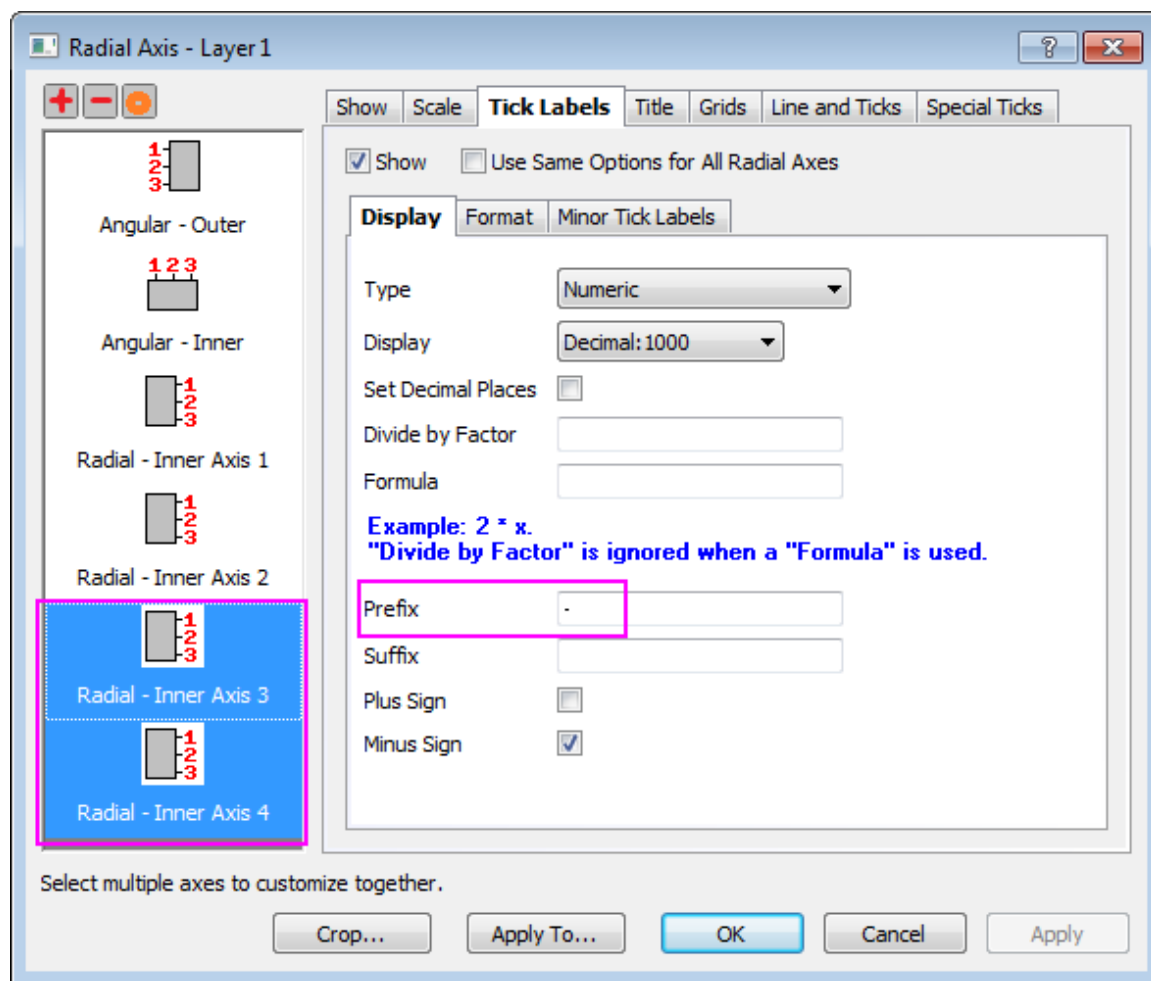 Radial Axis - Layer 1
Show Scale Tick Labels Title Grids Line and Ticks Special Ticks
1
2
3
Angular - Outer
1 2 3
Angular - Inner
1
2
3
Radial - Inner Axis 1
1
2
3
Radial - Inner Axis 2
1
2
3
Radial - Inner Axis 3
1
2
3
Radial - Inner Axis 4
Show Use Same Options for All Radial Axes
Display Format Minor Tick Labels
Type Numeric
Display Decimal:1000
Set Decimal Places
Divide by Factor
Formula
Example: 2 * x.
"Divide by Factor" is ignored when a "Formula" is used.
Prefix -
Suffix
Plus Sign
Minus Sign
Select multiple axes to customize together.
Crop... Apply To... OK Cancel Apply